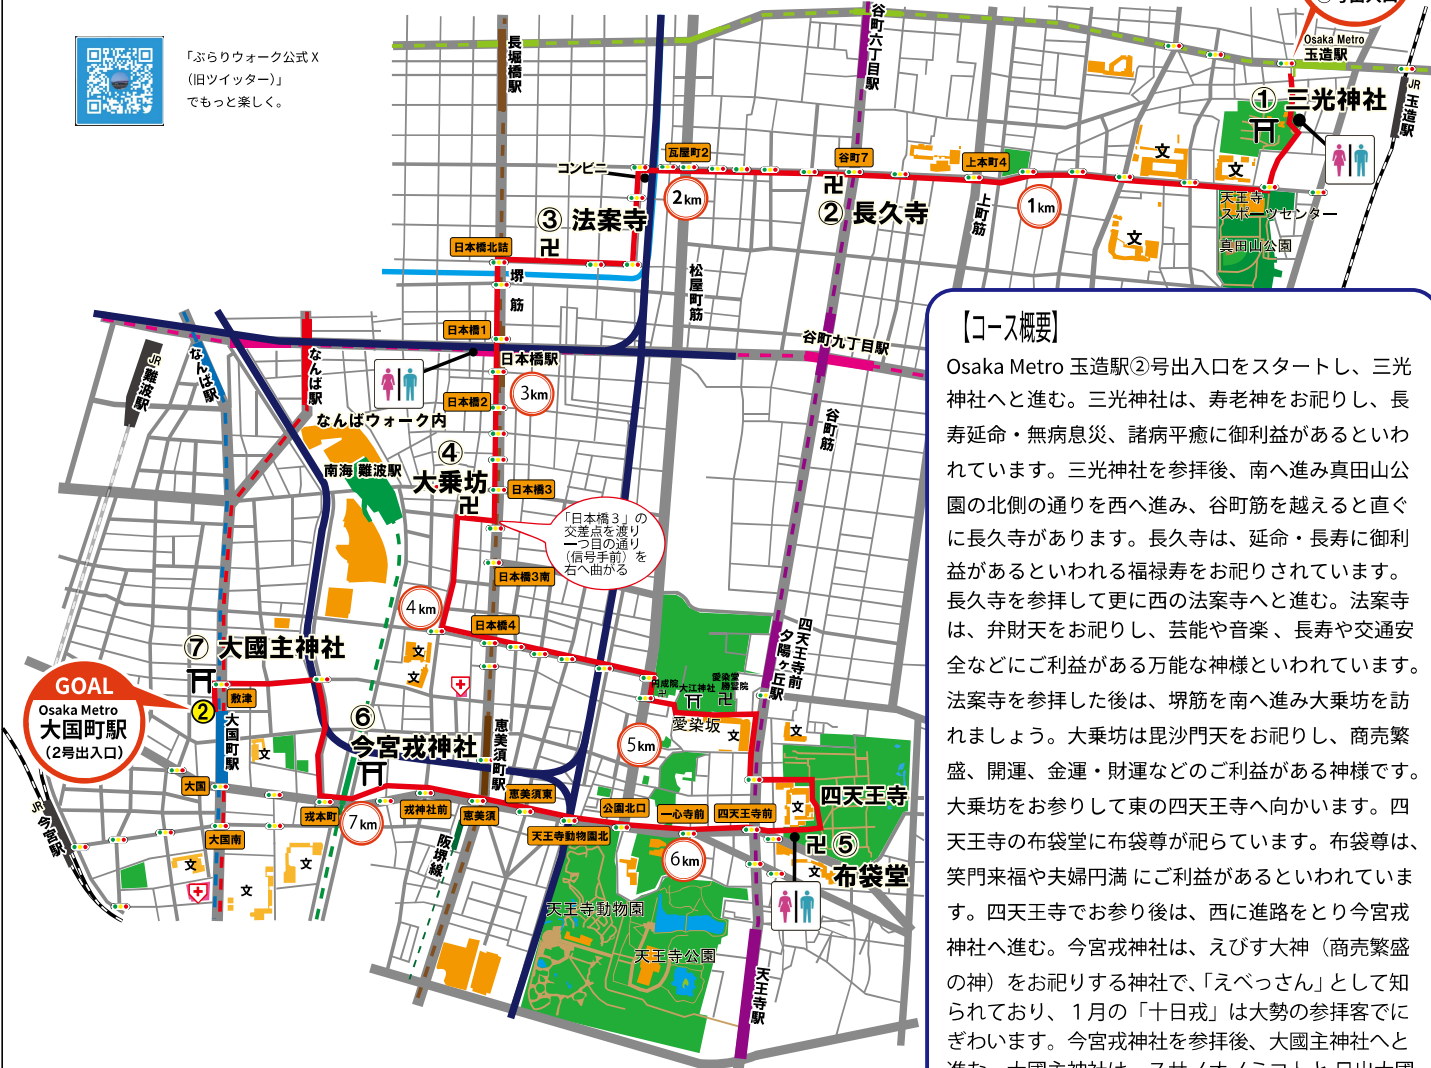 「ぶらりウォーク公式 X
（旧ツイッター）」
でもっと楽しく。
長堀橋駅
谷町六丁目駅
Osaka Metro
玉造駅
JR 玉造駅
① 三光神社
コンビニ
瓦屋町2
谷町7
上本町4
文
文
文
2km
1km
② 長久寺
③ 法案寺
上町筋
天王寺
スポーツセンター
真田山公園
日本橋北詰
堺筋
松屋町筋
日本橋1
日本橋駅
谷町九丁目駅
JR 難波駅
なんば駅
なんば駅
日本橋2
3km
なんばウォーク内
谷町筋
南海 難波駅
④
大乗坊
日本橋3
「日本橋３」の
交差点を渡り
一つ目の通り
（信号手前）を
右へ曲がる
日本橋3南
4km
日本橋4
四天王寺前
夕陽ヶ丘駅
⑦ 大國主神社
文
文
GOAL
Osaka Metro
大国町駅
（2号出入口）
敷津
②
大国町駅
大江神社
愛染坂
文
文
⑥
今宮戎神社
恵美須町駅
5km
文
大国
恵美須東
四天王寺
文
戎本町
戎神社前
恵美須
公園北口
一心寺前
四天王寺前
7km
大国南
天王寺動物園北
JR 今宮駅
阪堺線
6km
⑤
布袋堂
文
文
文
文
天王寺動物園
天王寺公園
天王寺駅
【コース概要】
Osaka Metro 玉造駅②号出入口をスタートし、三光
神社へと進む。三光神社は、寿老神をお祀りし、長
寿延命・無病息災、諸病平癒に御利益があるといわ
れています。三光神社を参拝後、南へ進み真田山公
園の北側の通りを西へ進み、谷町筋を越えると直ぐ
に長久寺があります。長久寺は、延命・長寿に御利
益があるといわれる福禄寿をお祀りされています。
長久寺を参拝して更に西の法案寺へと進む。法案寺
は、弁財天をお祀りし、芸能や音楽 、長寿や交通安
全などにご利益がある万能な神様といわれています。
法案寺を参拝した後は、堺筋を南へ進み大乗坊を訪
れましょう。大乗坊は毘沙門天をお祀りし、商売繁
盛、開運、金運・財運などのご利益がある神様です。
大乗坊をお参りして東の四天王寺へ向かいます。四
天王寺の布袋堂に布袋尊が祀らています。布袋尊は、
笑門来福や夫婦円満 にご利益があるといわれていま
す。四天王寺でお参り後は、西に進路をとり今宮戎
神社へ進む。今宮戎神社は、えびす大神（商売繁盛
の神）をお祀りする神社で、「えべっさん」として知
られており、１月の「十日戎」は大勢の参拝客でに
ぎわいます。今宮戎神社を参拝後、大國主神社へと